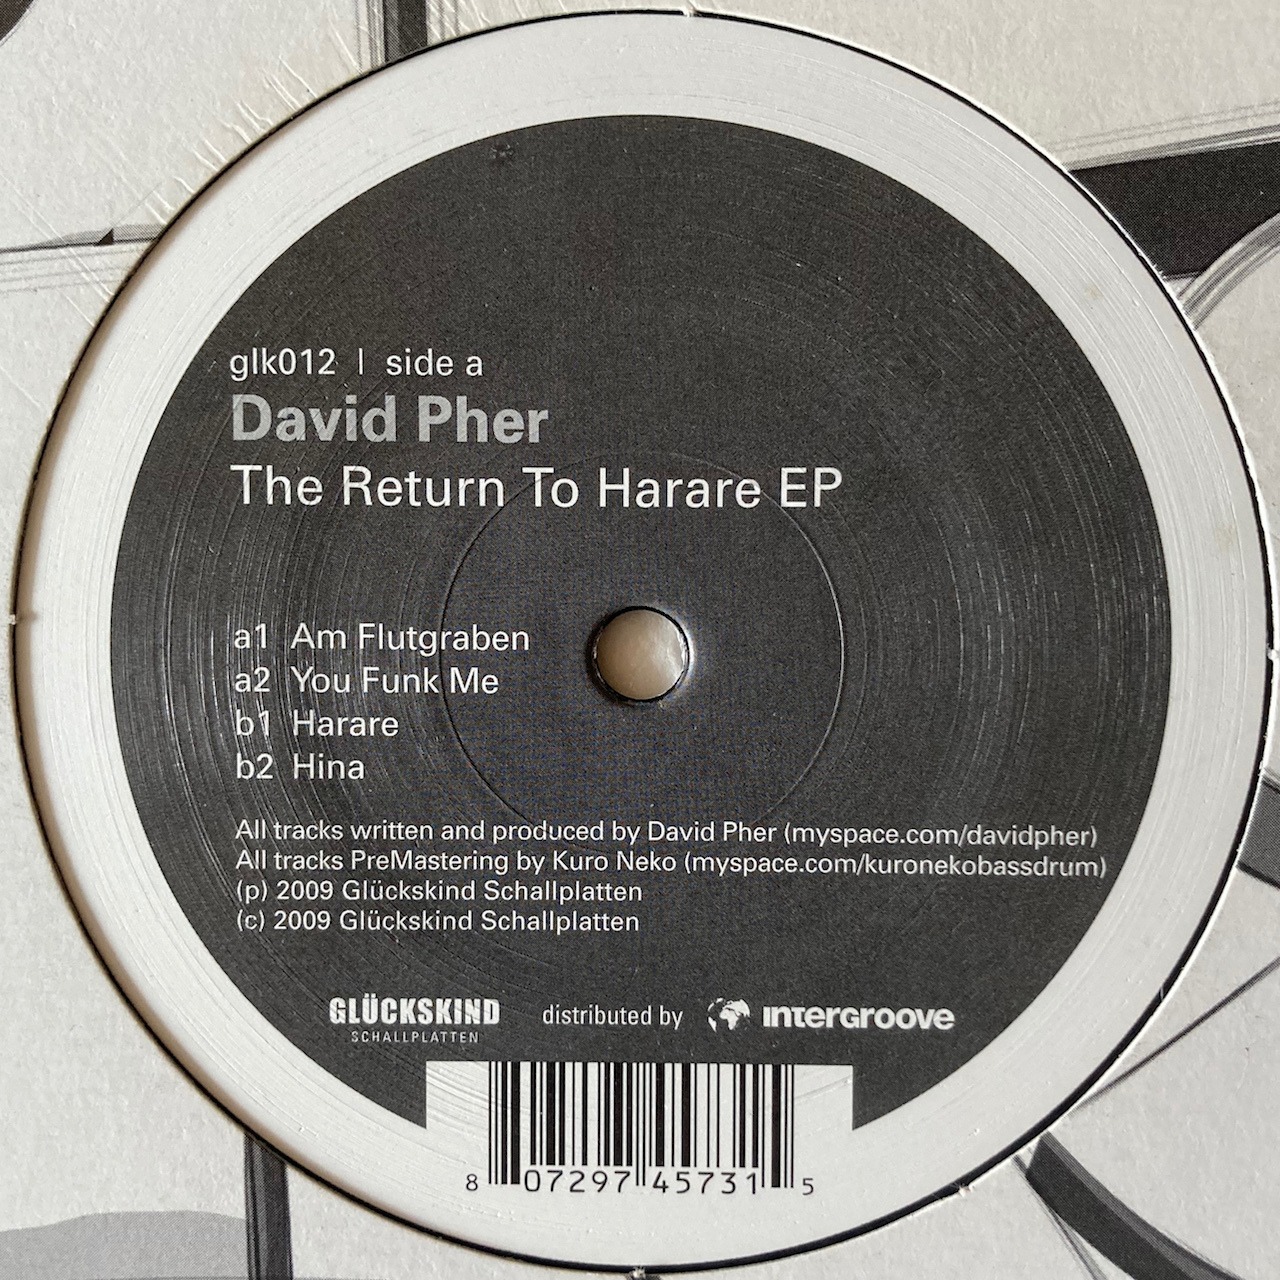 glk012 | side a
David Pher
The Return To Harare EP
a1 Am Flutgraben
a2 You Funk Me
b1 Harare
b2 Hina
All tracks written and produced by David Pher (myspace.com/davidpher)
All tracks PreMastering by Kuro Neko (myspace.com/kuronekobassdrum)
(p) 2009 Glückskind Schallplatten
(c) 2009 Glückskind Schallplatten
GLÜCKSKIND
SCHALLPLATTEN
distributed by intergroove
8 07297 45731 5